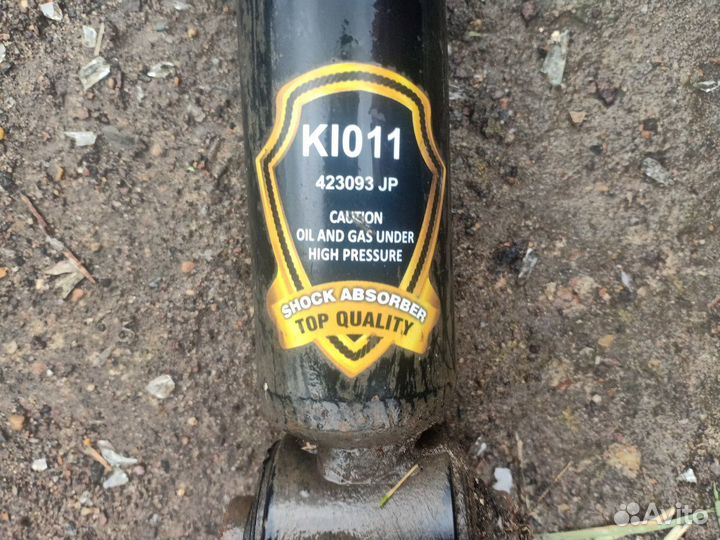 KI011
423093 JP
CAUTION
OIL AND GAS UNDER
HIGH PRESSURE
SHOCK ABSORBER
TOP QUALITY
Avito